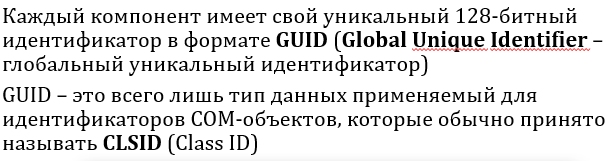 Каждый компонент имеет свой уникальный 128-битный
идентификатор в формате GUID (Global Unique Identifier –
глобальный уникальный идентификатор)
GUID – это всего лишь тип данных применяемый для
идентификаторов COM-объектов, которые обычно принято
называть CLSID (Class ID)